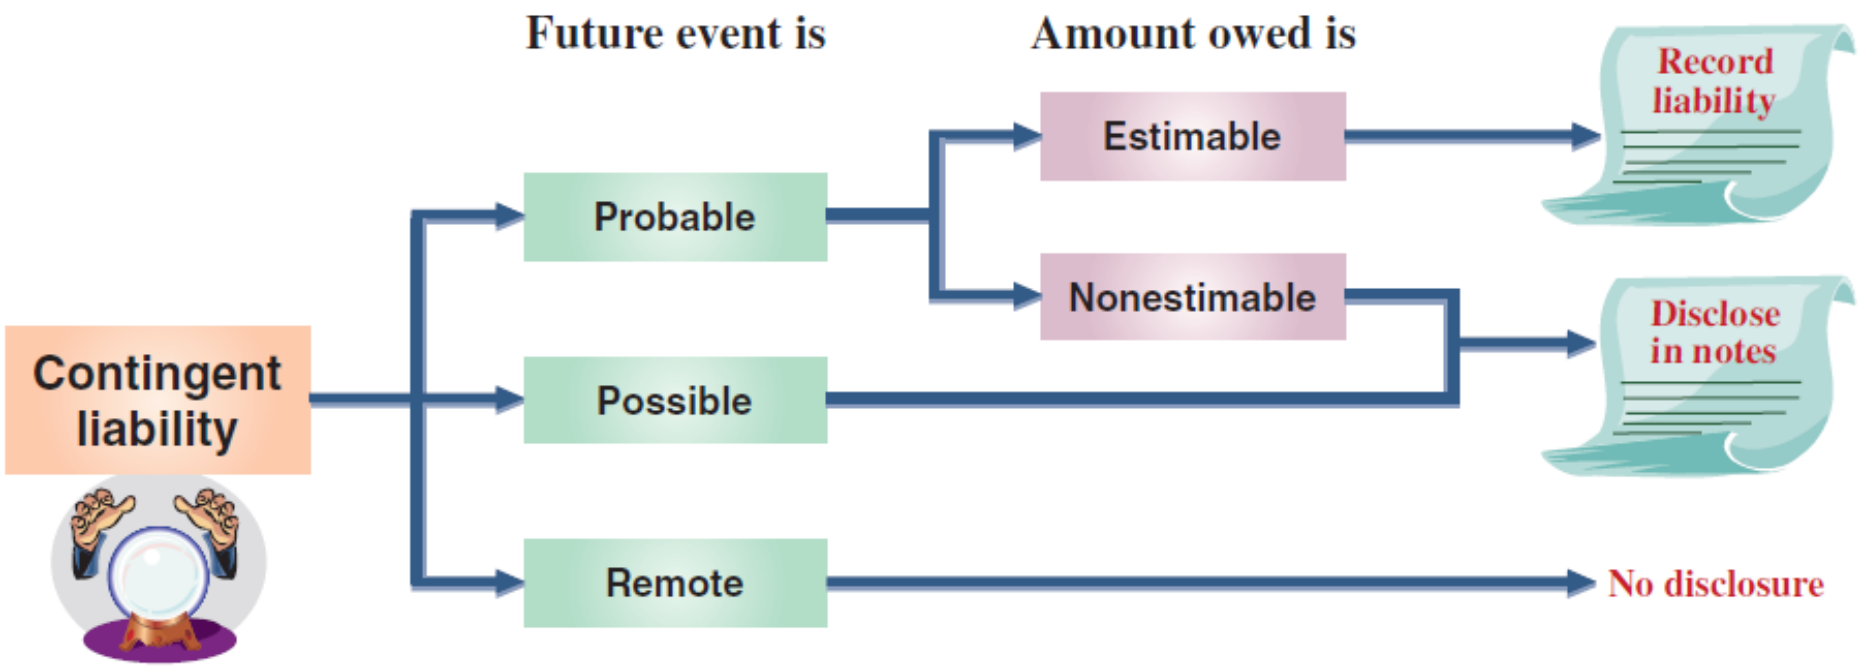 Future event is
Amount owed is
Record
liability
Estimable
Probable
Nonestimable
Disclose
in notes
Contingent
liability
Possible
Remote
No disclosure